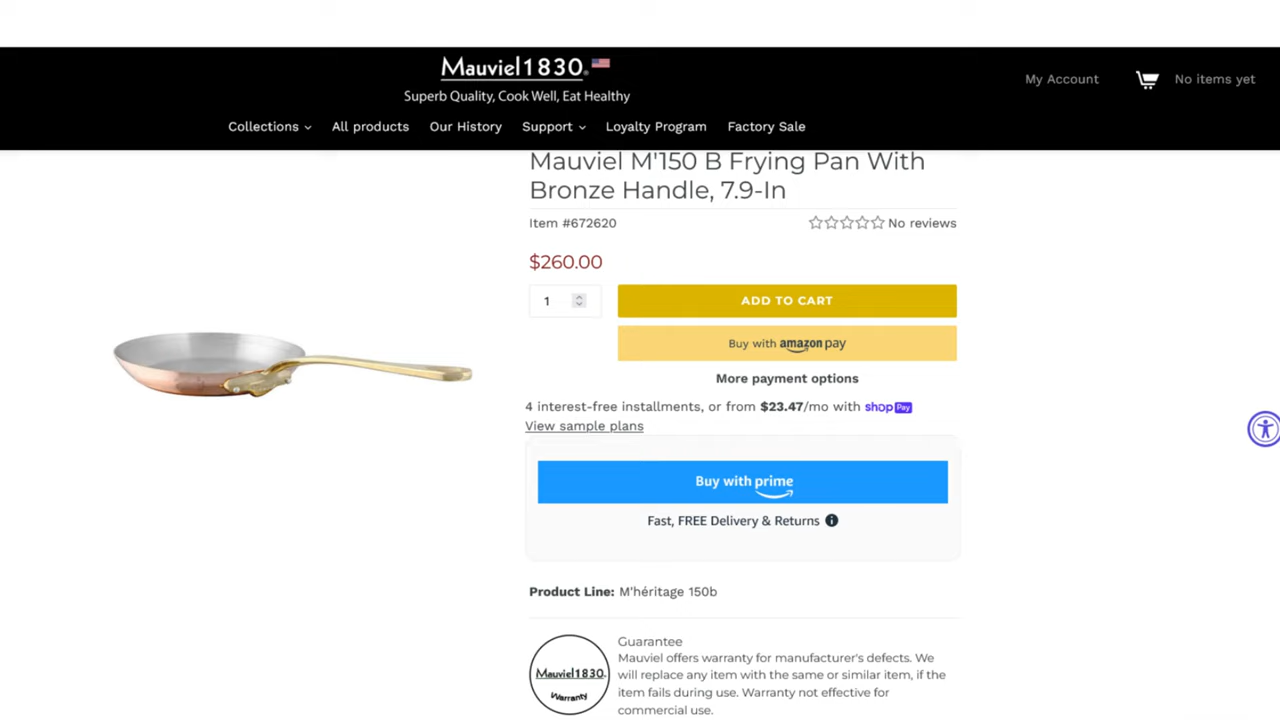 Mauviel1830®
Superb Quality, Cook Well, Eat Healthy
My Account
No items yet
Collections
All products
Our History
Support
Loyalty Program
Factory Sale
Mauviel M'150 B Frying Pan With
Bronze Handle, 7.9-In
Item #672620
No reviews
$260.00
1
ADD TO CART
Buy with amazon pay
More payment options
4 interest-free installments, or from $23.47/mo with shop Pay
View sample plans
Buy with prime
Fast, FREE Delivery & Returns
Product Line: M'héritage 150b
Mauviel1830
Warranty
Guarantee
Mauviel offers warranty for manufacturer's defects. We
will replace any item with the same or similar item, if the
item fails during use. Warranty not effective for
commercial use.